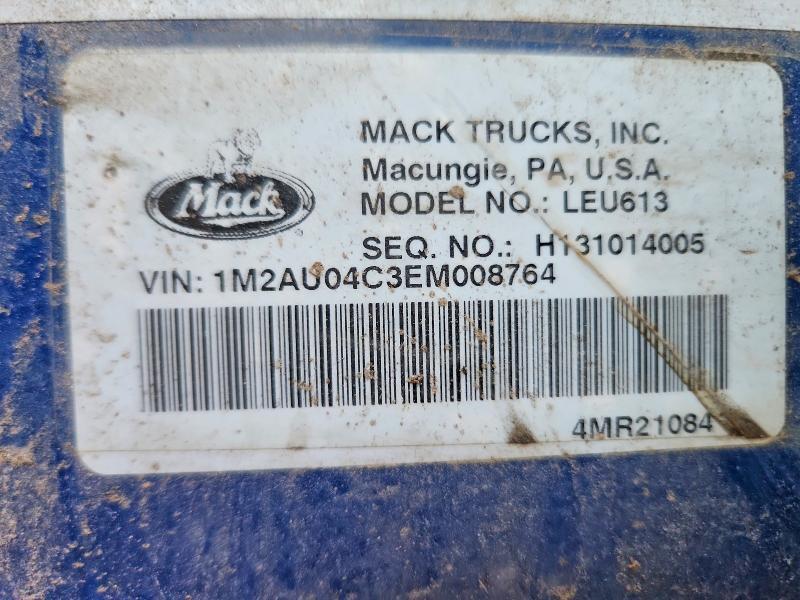 Mack
MACK TRUCKS, INC.
Macungie, PA, U.S.A.
MODEL NO.: LEU613
SEQ. NO.: H131014005
VIN: 1M2AU04C3EM008764
4MR21084